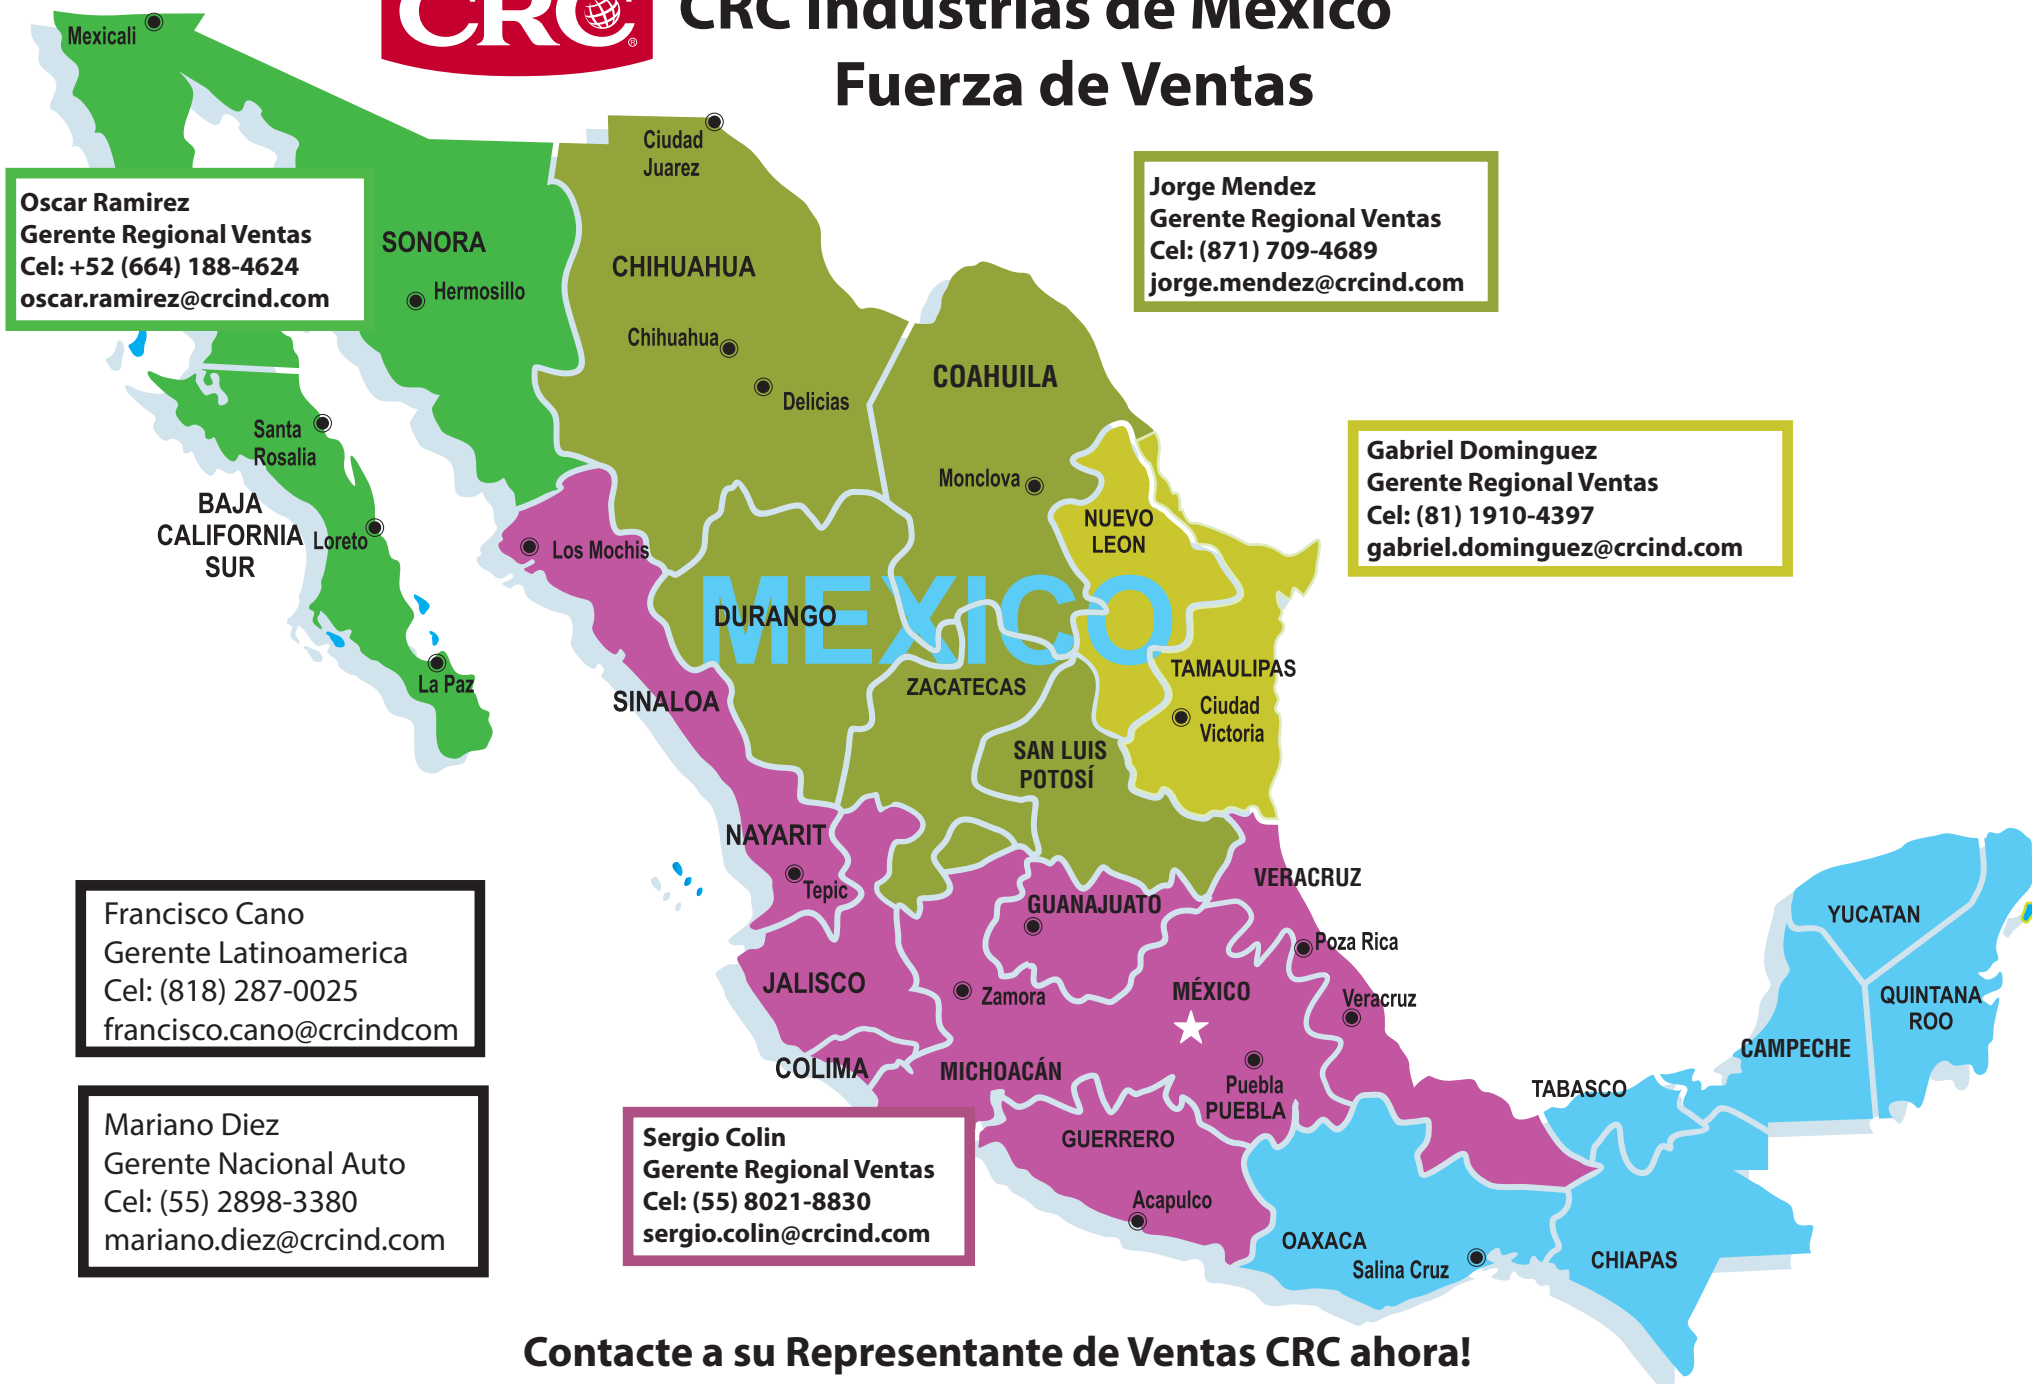 CRC
®
CRC Industrias de México
Fuerza de Ventas
Mexicali
Ciudad
Juarez
Oscar Ramirez
Gerente Regional Ventas
Cel: +52 (664) 188-4624
oscar.ramirez@crcind.com
Jorge Mendez
Gerente Regional Ventas
Cel: (871) 709-4689
jorge.mendez@crcind.com
SONORA
Hermosillo
CHIHUAHUA
Chihuahua
Delicias
COAHUILA
Monclova
Santa
Rosalia
BAJA
CALIFORNIA
SUR
Loreto
La Paz
Los Mochis
NUEVO
LEON
Gabriel Dominguez
Gerente Regional Ventas
Cel: (81) 1910-4397
gabriel.dominguez@crcind.com
MEXICO
DURANGO
SINALOA
ZACATECAS
TAMAULIPAS
Ciudad
Victoria
SAN LUIS
POTOSÍ
NAYARIT
Tepic
VERACRUZ
GUANAJUATO
Poza Rica
JALISCO
Zamora
MÉXICO
Veracruz
COLIMA
MICHOACÁN
Puebla
PUEBLA
GUERRERO
Acapulco
YUCATAN
QUINTANA
ROO
CAMPECHE
TABASCO
OAXACA
Salina Cruz
CHIAPAS
Francisco Cano
Gerente Latinoamerica
Cel: (818) 287-0025
francisco.cano@crcindcom
Mariano Diez
Gerente Nacional Auto
Cel: (55) 2898-3380
mariano.diez@crcind.com
Sergio Colin
Gerente Regional Ventas
Cel: (55) 8021-8830
sergio.colin@crcind.com
Contacte a su Representante de Ventas CRC ahora!